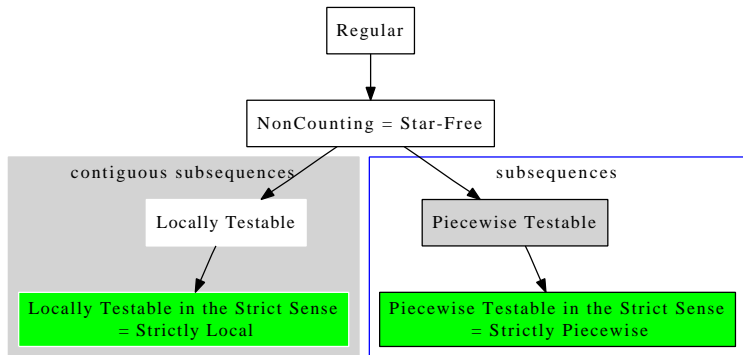 Regular
NonCounting = Star-Free
contiguous subsequences
subsequences
Locally Testable
Piecewise Testable
Locally Testable in the Strict Sense
= Strictly Local
Piecewise Testable in the Strict Sense
= Strictly Piecewise